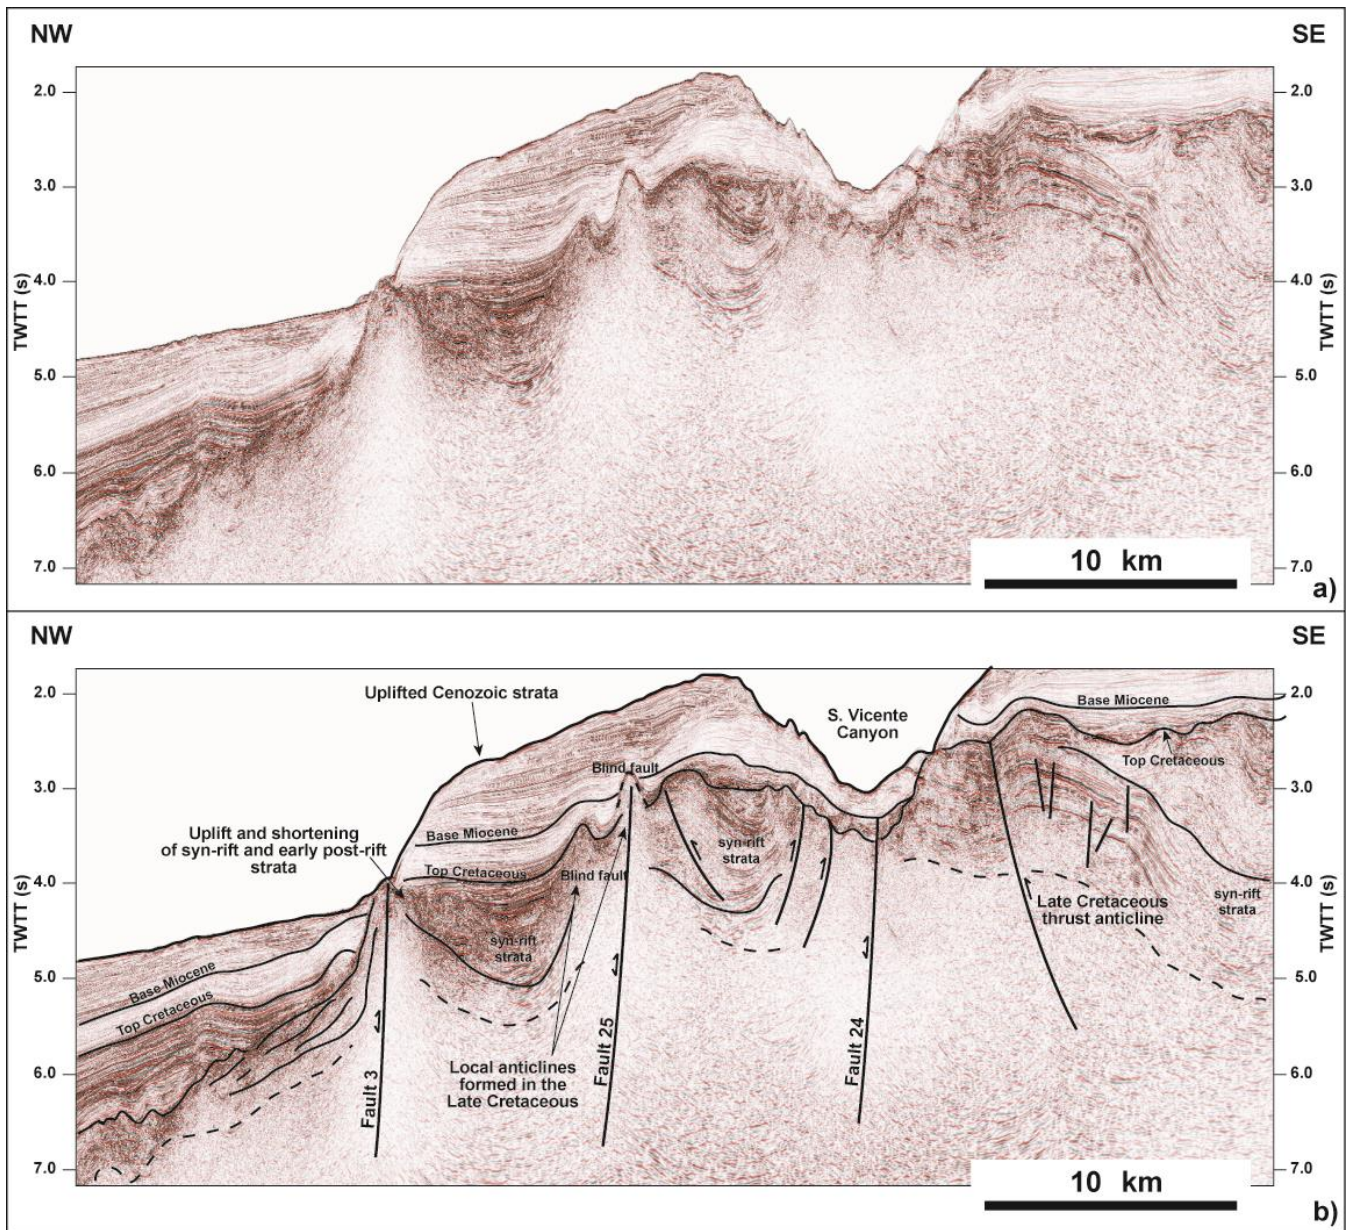 NW
SE
2.0
2.0
3.0
3.0
4.0
4.0
TWTT (s)
TWTT (s)
5.0
5.0
6.0
6.0
7.0
7.0
10 km
a)
NW
SE
2.0
2.0
Uplifted Cenozoic strata
Base Miocene
S. Vicente
Canyon
Top Cretaceous
Blind fault
3.0
3.0
Uplift and shortening
of syn-rift and early post-rift
strata
Base Miocene
syn-rift
strata
Top Cretaceous
Blind fault
4.0
4.0
TWTT (s)
TWTT (s)
Late Cretaceous
thrust anticline
syn-rift
strata
syn-rift
strata
5.0
5.0
Base Miocene
Top Cretaceous
Fault 3
Local anticlines
formed in the
Late Cretaceous
Fault 25
Fault 24
6.0
6.0
7.0
7.0
10 km
b)